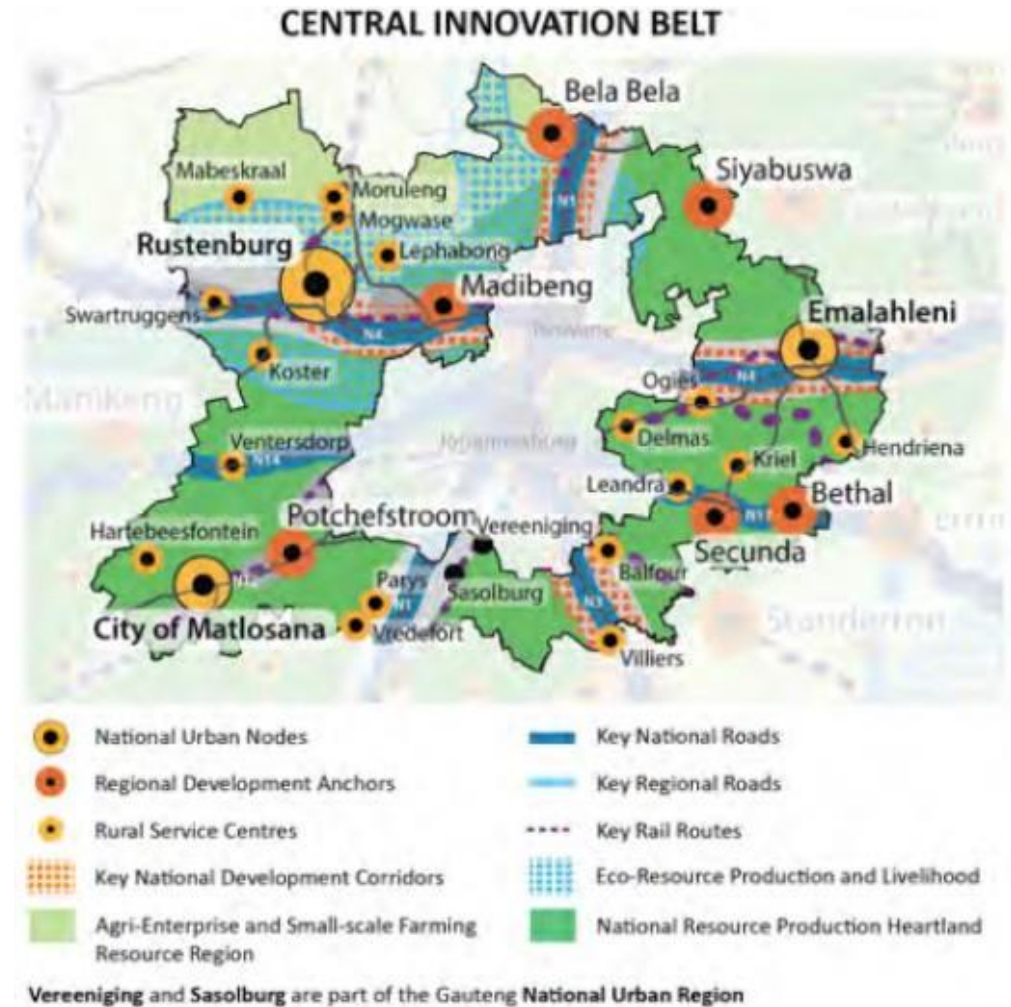 CENTRAL INNOVATION BELT
Bela Bela
Mabeskraal
Siyabuswa
Moruleng
Mogwase
N1
Rustenburg
Lephabong
Madibeng
Swartruggens
Emalahleni
N4
Koster
N4
Ogies
Ventersdorp
N14
Delmas
Hendriena
Kriel
Leandra
Bethal
Hartebeesfontein
Potchefstroom
Vereeniging
N17
Secunda
Parys
Balfour
Sasolburg
N1
N3
City of Matlosana
Vredefort
Standerton
Villiers
National Urban Nodes
Key National Roads
Regional Development Anchors
Key Regional Roads
Rural Service Centres
Key Rail Routes
Key National Development Corridors
Eco-Resource Production and Livelihood
Agri-Enterprise and Small-scale Farming
Resource Region
National Resource Production Heartland
Vereeniging and Sasolburg are part of the Gauteng National Urban Region